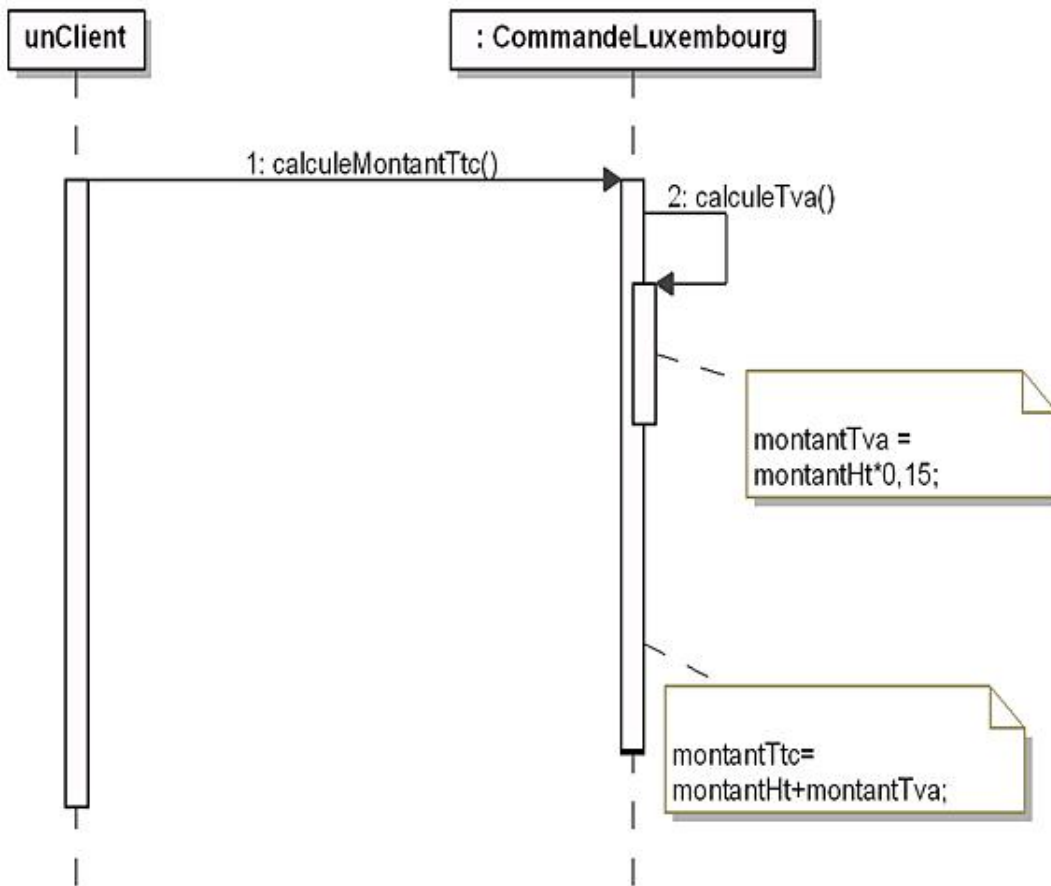 unClient
: CommandeLuxembourg
1: calculeMontantTtc()
2: calculeTva()
montantTva =
montantHt*0,15;
montantTtc=
montantHt+montantTva;